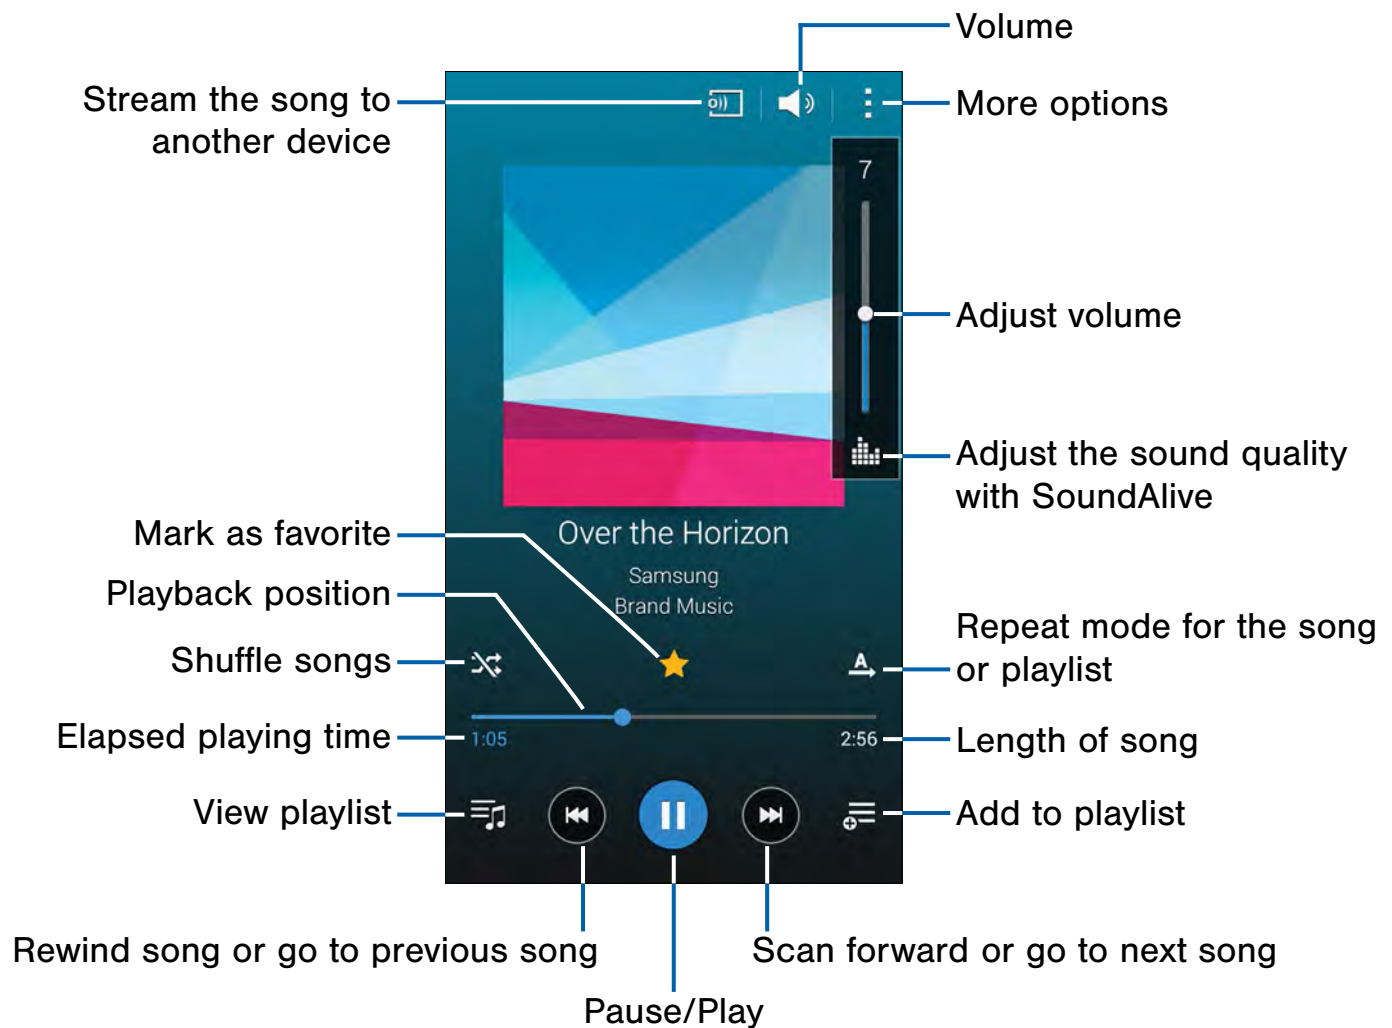 Volume
Stream the song to
another device
More options
7
Adjust volume
Adjust the sound quality
with SoundAlive
Mark as favorite
Over the Horizon
Playback position
Samsung
Brand Music
Shuffle songs
Repeat mode for the song
or playlist
A
Elapsed playing time
1:05
2:56
Length of song
View playlist
Add to playlist
Rewind song or go to previous song
Scan forward or go to next song
Pause/Play